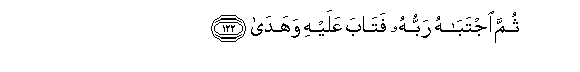 ثُمَّ ٱجْتَبَـٰهُ رَبُّهُۥ فَتَابَ عَلَيْهِ وَهَدَىٰ ١٢٢